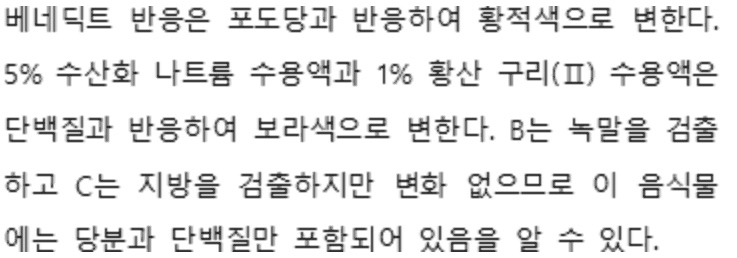 베네딕트 반응은 포도당과 반응하여 황적색으로 변한다.
5% 수산화 나트륨 수용액과 1% 황산 구리(Ⅱ) 수용액은
단백질과 반응하여 보라색으로 변한다. B는 녹말을 검출
하고 C는 지방을 검출하지만 변화 없으므로 이 음식물
에는 당분과 단백질만 포함되어 있음을 알 수 있다.